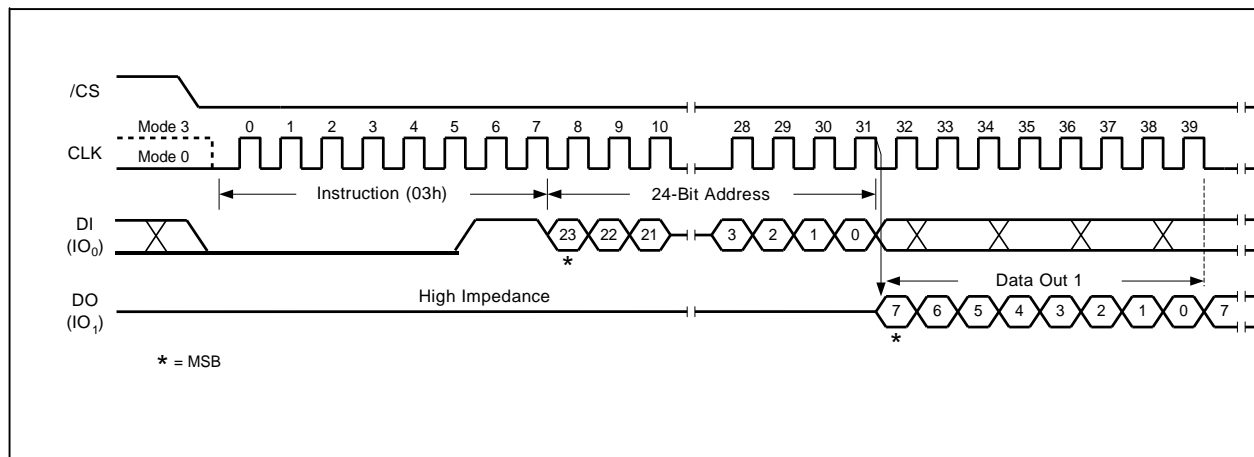 /CS
Mode 3 0 1 2 3 4 5 6 7 8 9 10 28 29 30 31 32 33 34 35 36 37 38 39
CLK Mode 0
Instruction (03h) 24-Bit Address
DI
(IO0) 23 22 21 3 2 1 0
*
Data Out 1
High Impedance
DO
(IO1) 7 6 5 4 3 2 1 0 7
*
* = MSB